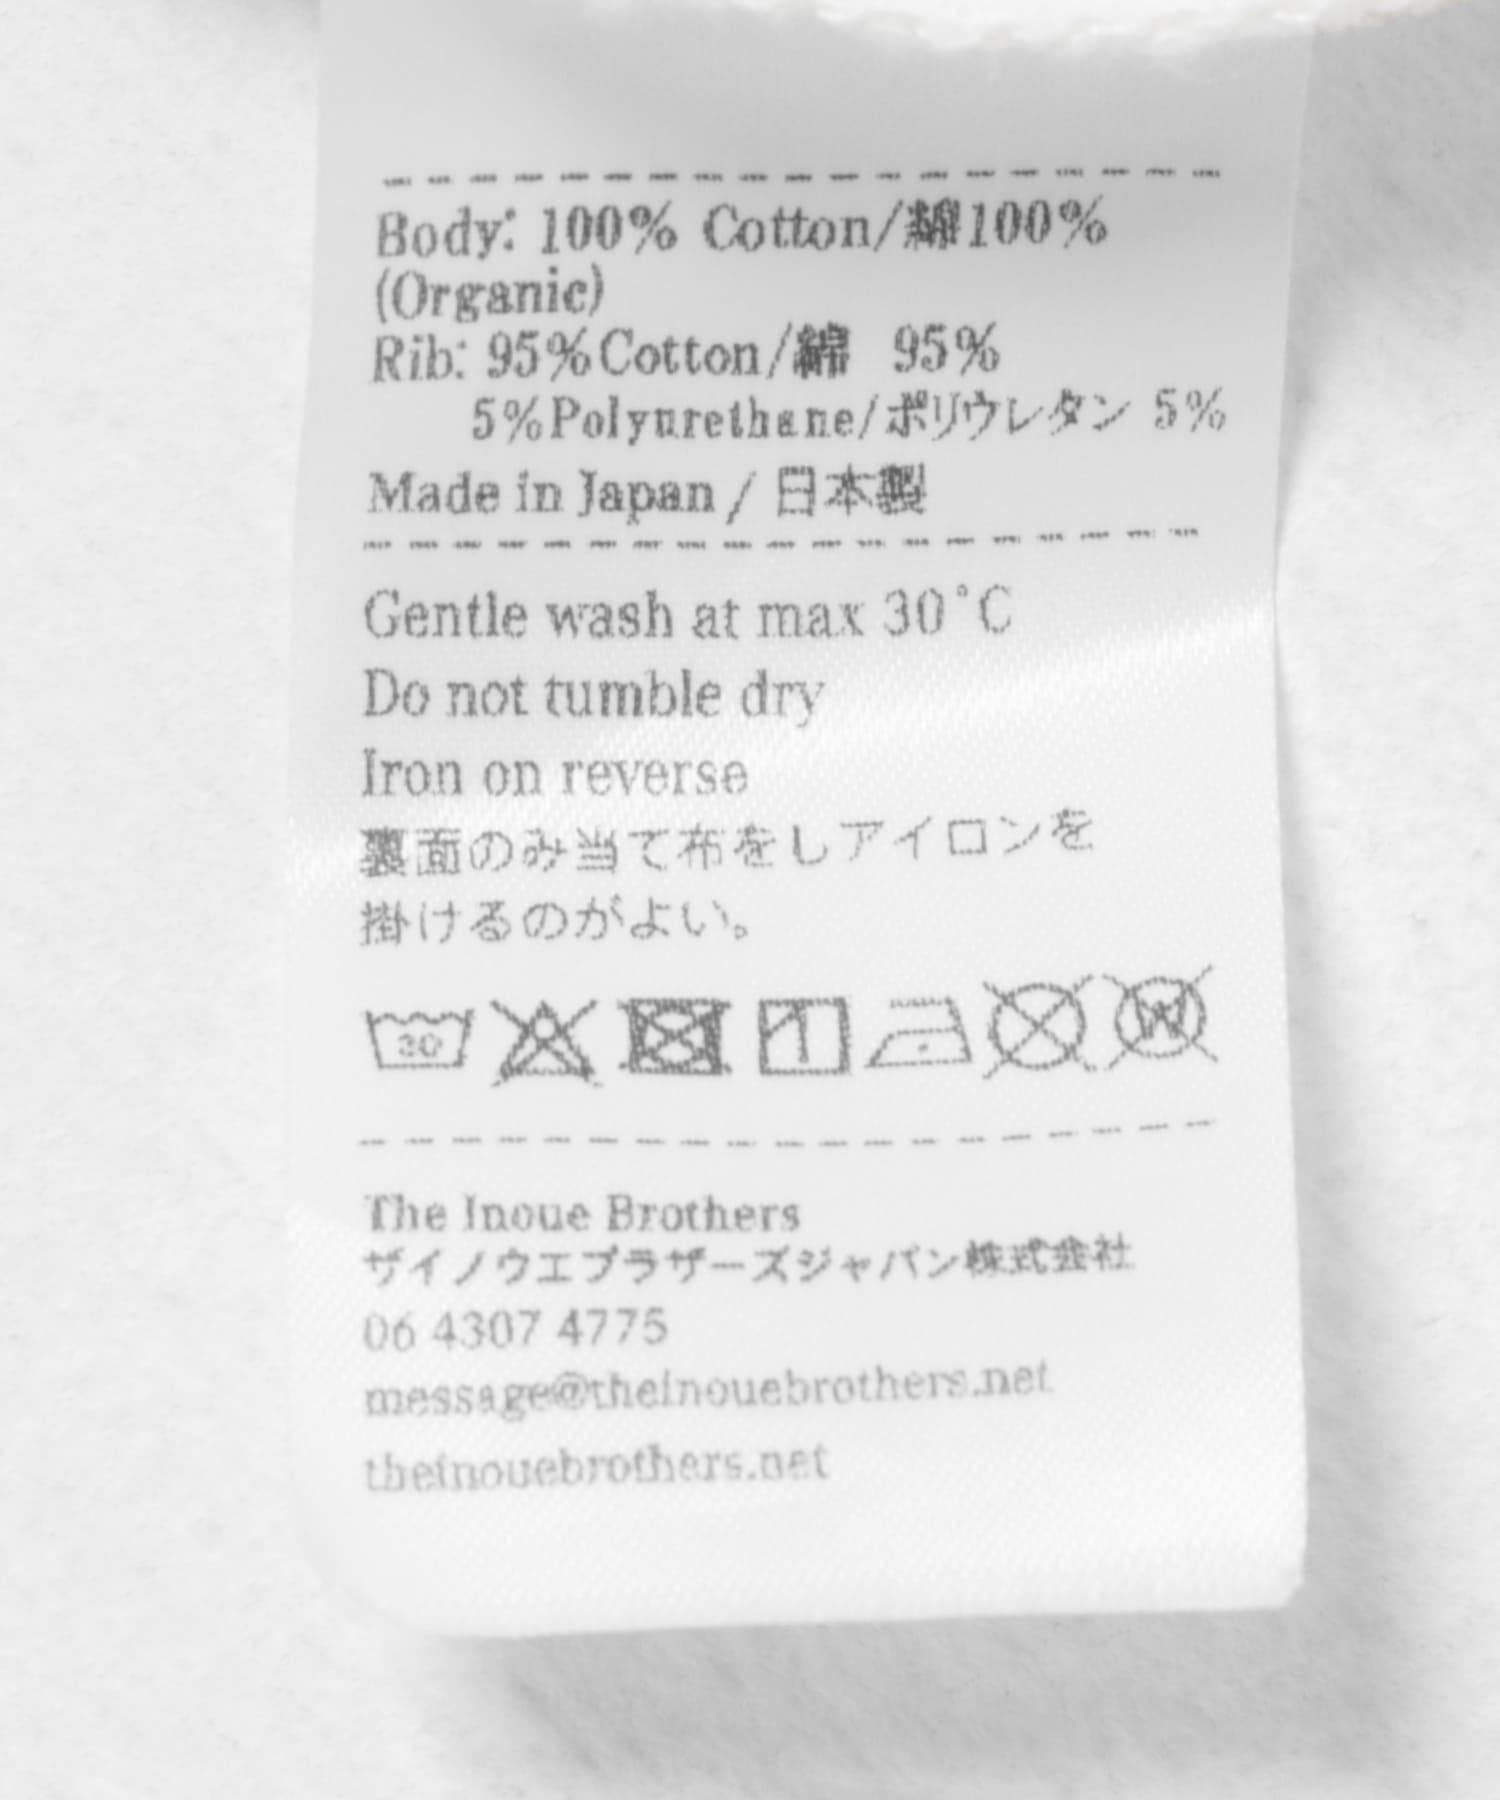 Body: 100% Cotton/綿100%
(Organic)
Rib: 95%Cotton/綿 95%
5%Polyurethane/ポリウレタン 5%
Made in Japan / 日本製
Gentle wash at max 30°C
Do not tumble dry
Iron on reverse
裏面のみ当て布をしアイロンを
掛けるのがよい。
30
W
The Inoue Brothers
ザイノウエブラザーズジャパン株式会社
06 4307 4775
message@theinouebrothers.net
theinouebrothers.net